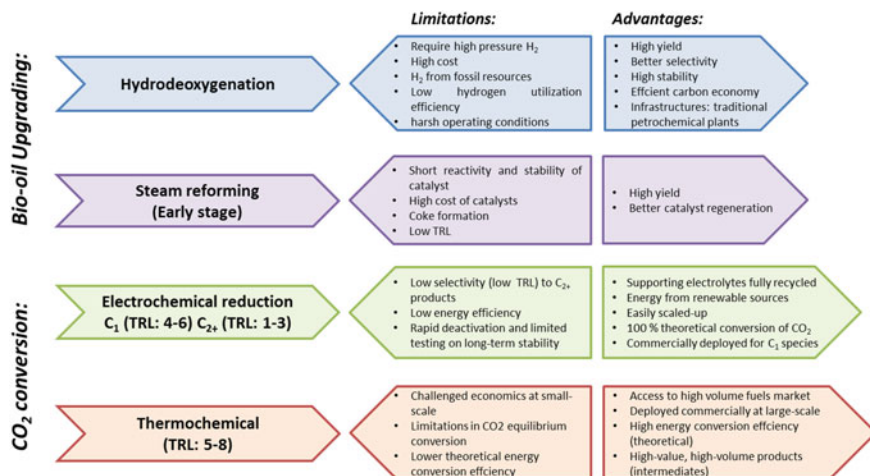 Limitations:
Advantages:
Bio-oil Upgrading:
Hydrodeoxygenation
• Require high pressure H₂
• High cost
• H₂ from fossil resources
• Low hydrogen utilization
efficiency
• harsh operating conditions
• High yield
• Better selectivity
• High stability
• Effcient carbon economy
• Infrastructures: traditional
petrochemical plants
Steam reforming
(Early stage)
• Short reactivity and stability of
catalyst
• High cost of catalysts
• Coke formation
• Low TRL
• High yield
• Better catalyst regeneration
CO₂ conversion:
Electrochemical reduction
C₁ (TRL: 4-6) C₂₊ (TRL: 1-3)
• Low selectivity (low TRL) to C₂₊
products
• Low energy efficiency
• Rapid deactivation and limited
testing on long-term stability
• Supporting electrolytes fully recycled
• Energy from renewable sources
• Easily scaled-up
• 100 % theoretical conversion of CO₂
• Commercially deployed for C₁ species
Thermochemical
(TRL: 5-8)
• Challenged economics at small-
scale
• Limitations in CO2 equilibrium
conversion
• Lower theoretical energy
conversion effciency
• Access to high volume fuels market
• Deployed commercially at large-scale
• High energy conversion effciency
(theoretical)
• High-value, high-volume products
(intermediates)